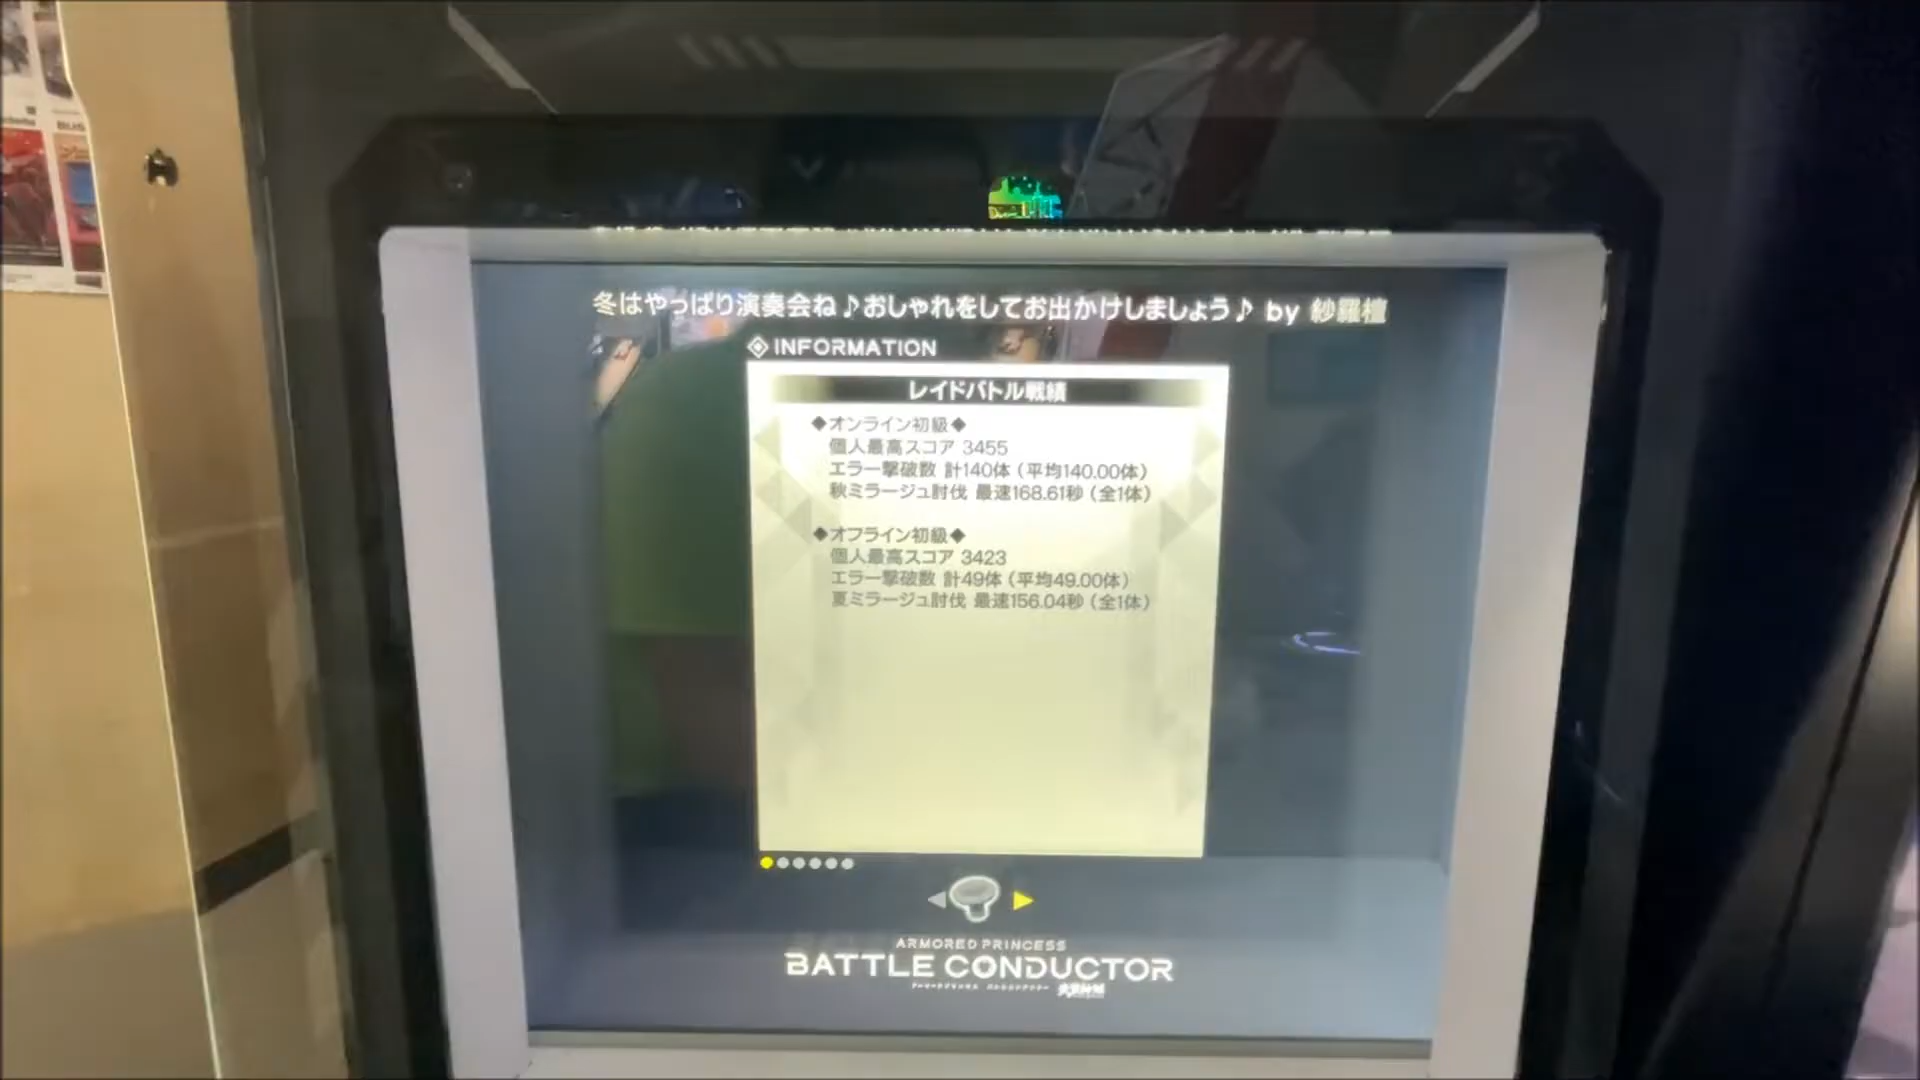 冬はやっぱり演奏会ね♪おしゃれをしてお出かけしましょう♪ by 紗羅檀
INFORMATION
レイドバトル戦績
◆オンライン初級◆
個人最高スコア 3455
エラー撃破数 計140体（平均140.00体）
秋ミラージュ討伐 最速168.61秒（全1体）
◆オフライン初級◆
個人最高スコア 3423
エラー撃破数 計49体（平均49.00体）
夏ミラージュ討伐 最速156.04秒（全1体）
ARMORED PRINCESS
BATTLE CONDUCTOR